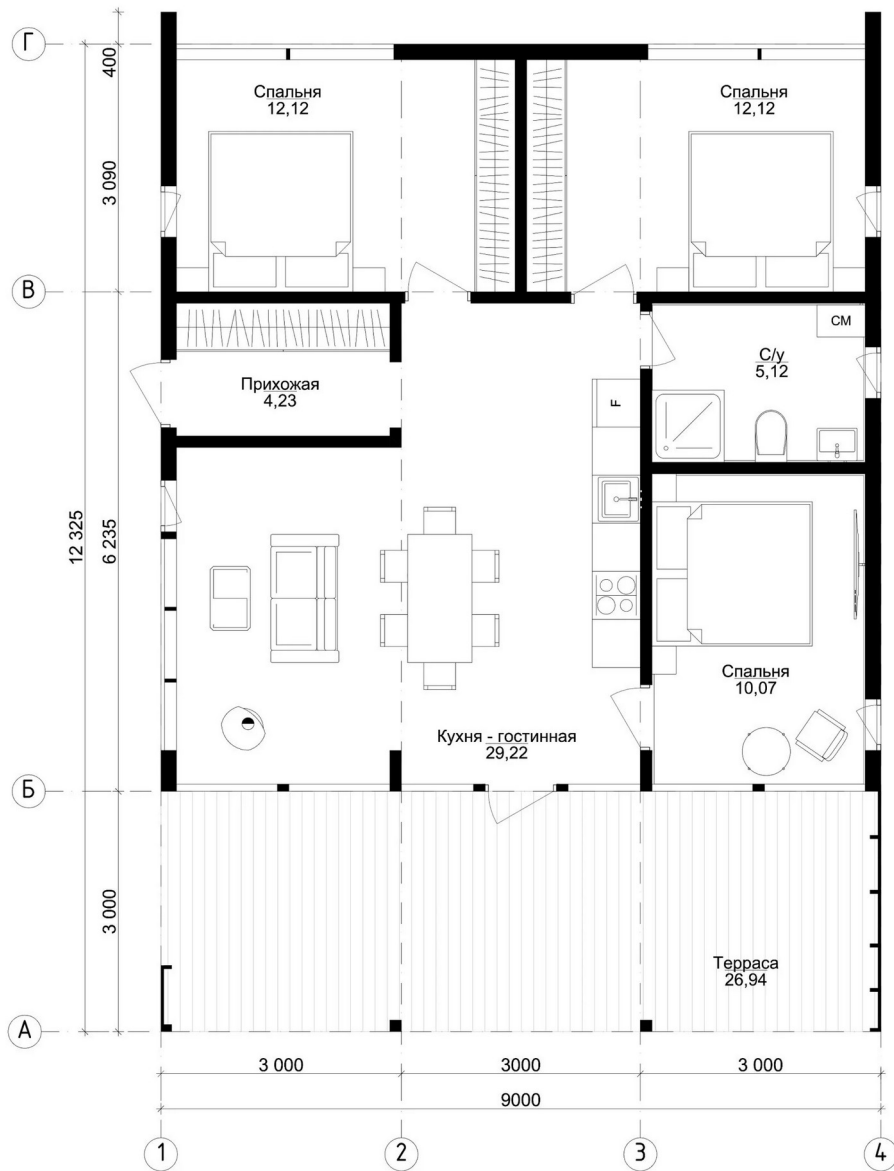 Г
400
Спальня
12,12
Спальня
12,12
3 090
В
СМ
С/у
5,12
Прихожая
4,23
F
12 325
6 235
Спальня
10,07
Кухня - гостинная
29,22
Б
3 000
Терраса
26,94
А
3 000
3000
3 000
9000
1
2
3
4